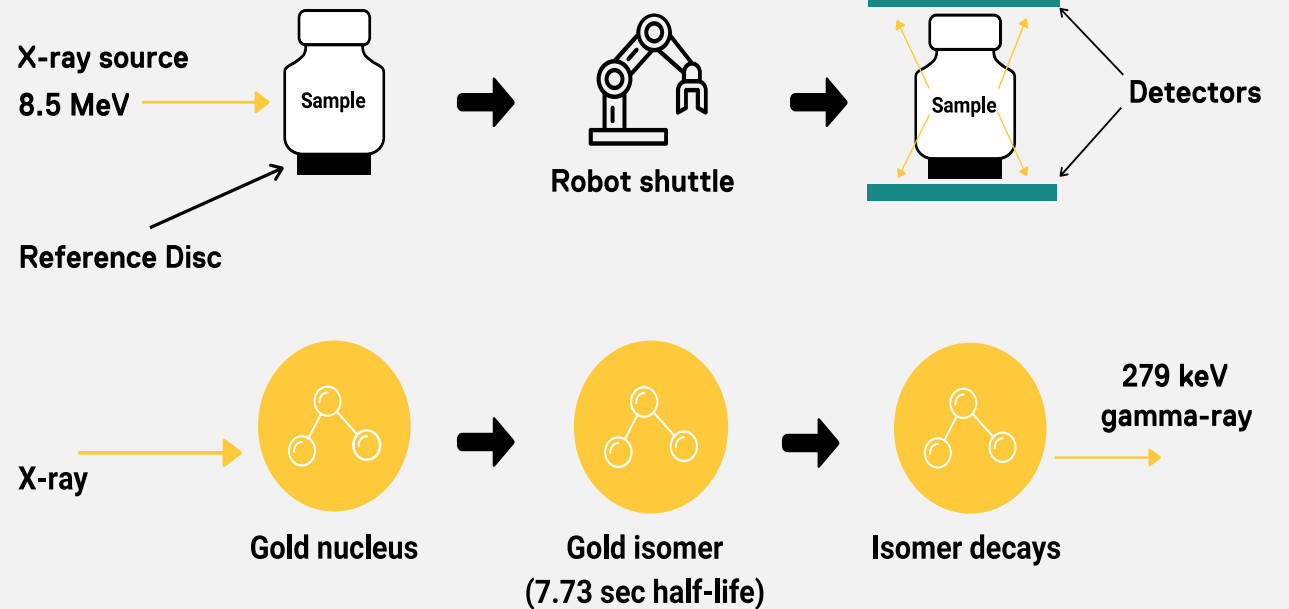 X-ray source
8.5 MeV
Sample
Reference Disc
Robot shuttle
Sample
Detectors
X-ray
Gold nucleus
Gold isomer
(7.73 sec half-life)
Isomer decays
279 keV
gamma-ray